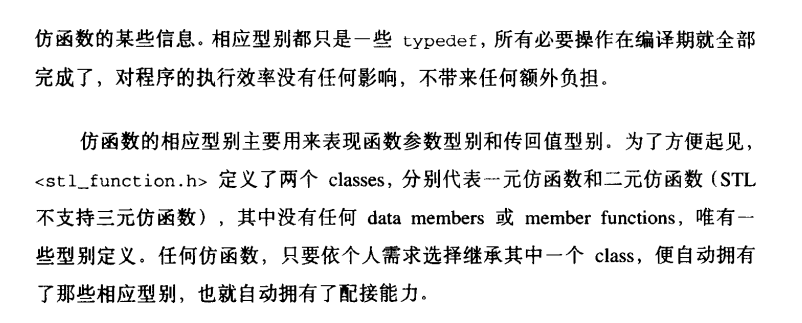 仿函数的某些信息。相应型别都只是一些 typedef，所有必要操作在编译期就全部
完成了，对程序的执行效率没有任何影响，不带来任何额外负担。
仿函数的相应型别主要用来表现函数参数型别和传回值型别。为了方便起见，
<stl_function.h> 定义了两个 classes，分别代表一元仿函数和二元仿函数（STL
不支持三元仿函数），其中没有任何 data members 或 member functions，唯有一
些型别定义。任何仿函数，只要依个人需求选择继承其中一个 class，便自动拥有
了那些相应型别，也就自动拥有了配接能力。